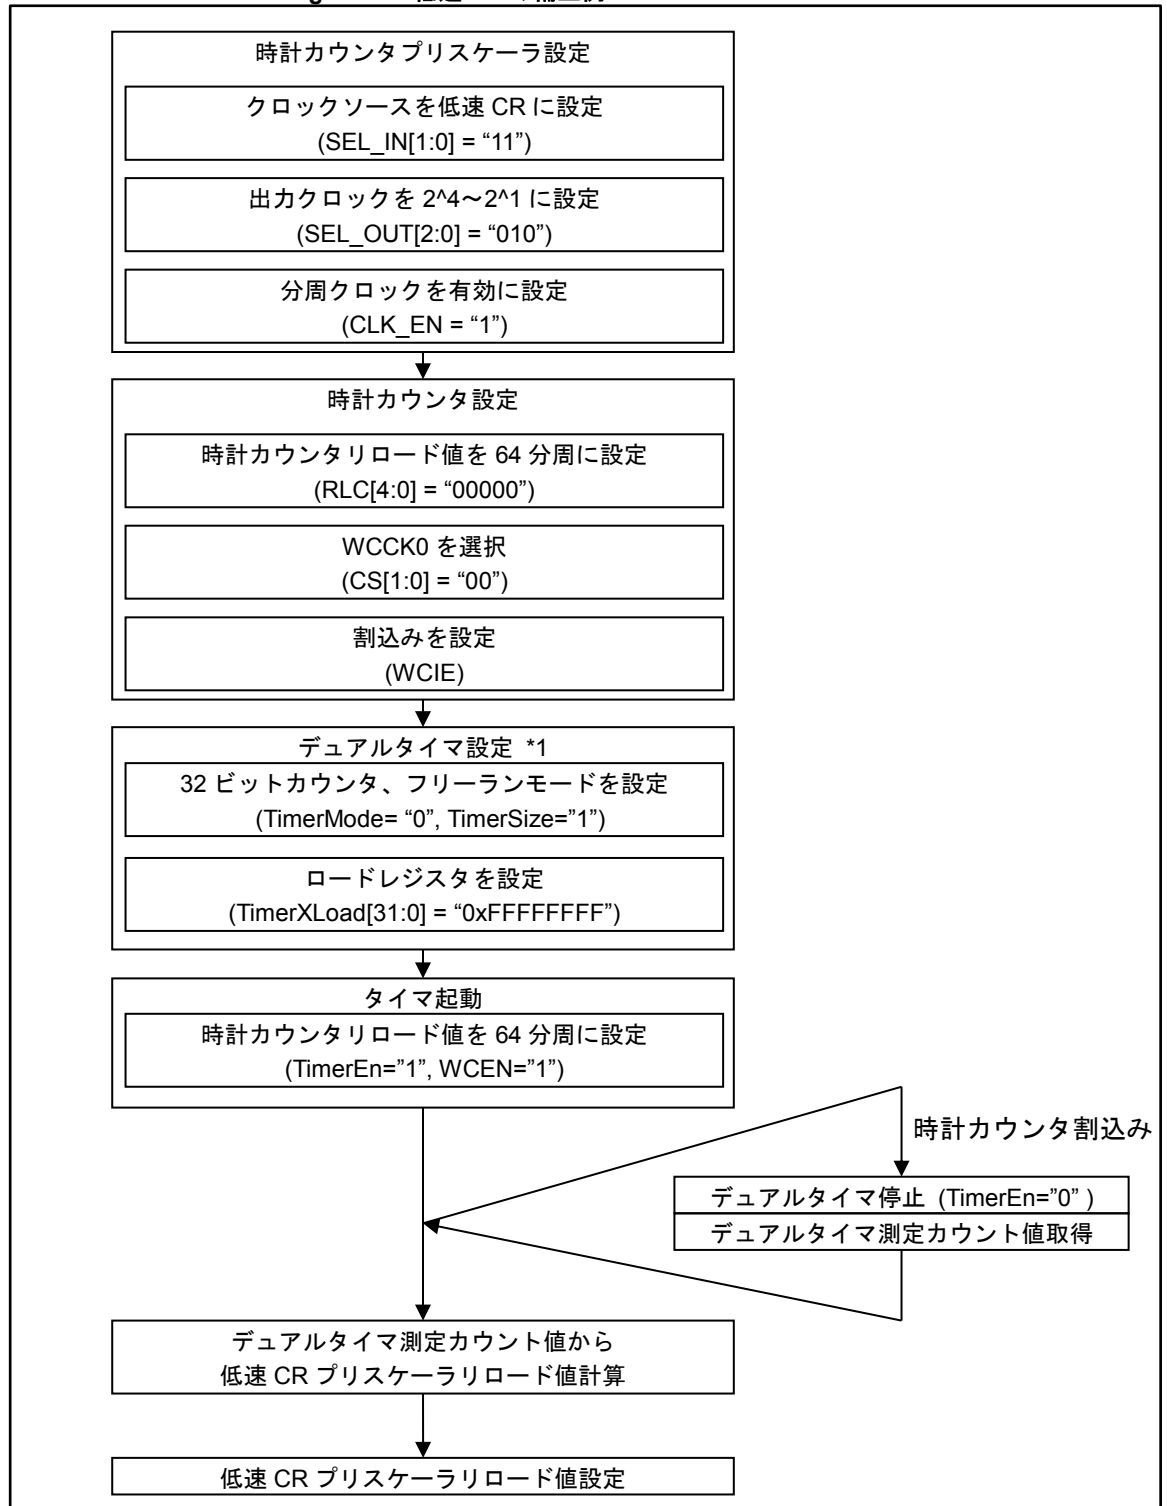 時計カウンタプリスケーラ設定
クロックソースを低速 CR に設定
(SEL_IN[1:0] = “11”)
出力クロックを 2^4～2^1 に設定
(SEL_OUT[2:0] = “010”)
分周クロックを有効に設定
(CLK_EN = “1”)
時計カウンタ設定
時計カウンタリロード値を 64 分周に設定
(RLC[4:0] = “00000”)
WCCK0 を選択
(CS[1:0] = “00”)
割込みを設定
(WCIE)
デュアルタイマ設定 *1
32 ビットカウンタ、フリーランモードを設定
(TimerMode= “0”, TimerSize=”1”)
ロードレジスタを設定
(TimerXLoad[31:0] = “0xFFFFFFFF”)
タイマ起動
時計カウンタリロード値を 64 分周に設定
(TimerEn=”1”, WCEN=”1”)
時計カウンタ割込み
デュアルタイマ停止 (TimerEn=”0” )
デュアルタイマ測定カウント値取得
デュアルタイマ測定カウント値から
低速 CR プリスケーラリロード値計算
低速 CR プリスケーラリロード値設定